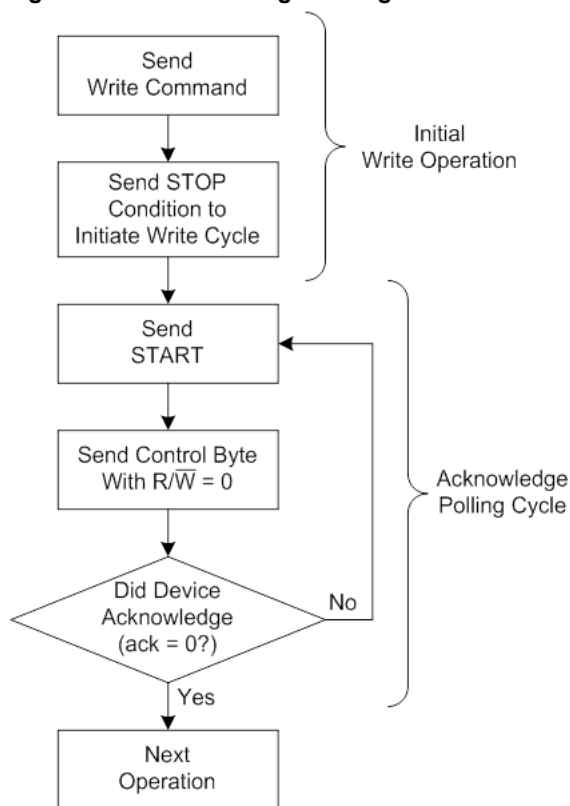 Send
Write Command
Initial
Write Operation
Send STOP
Condition to
Initiate Write Cycle
Send
START
Send Control Byte
With R/W̅ = 0
Acknowledge
Polling Cycle
Did Device
Acknowledge
(ack = 0?)
No
Yes
Next
Operation